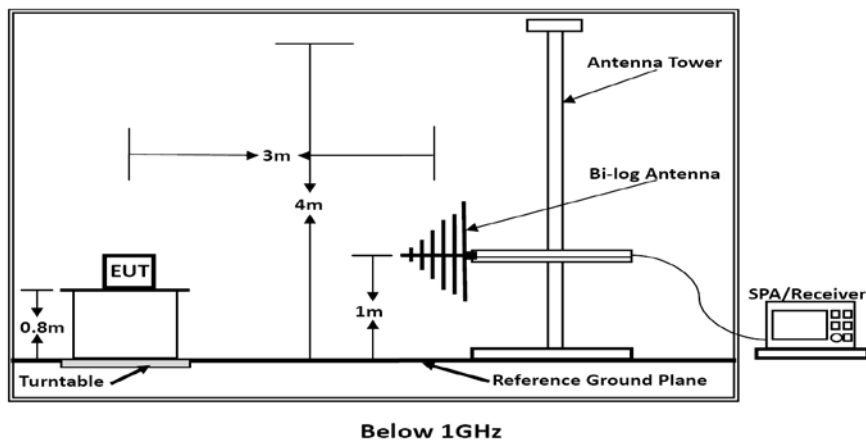 Antenna Tower
3m
Bi-log Antenna
4m
EUT
SPA/Receiver
0.8m
1m
Turntable
Reference Ground Plane
Below 1GHz